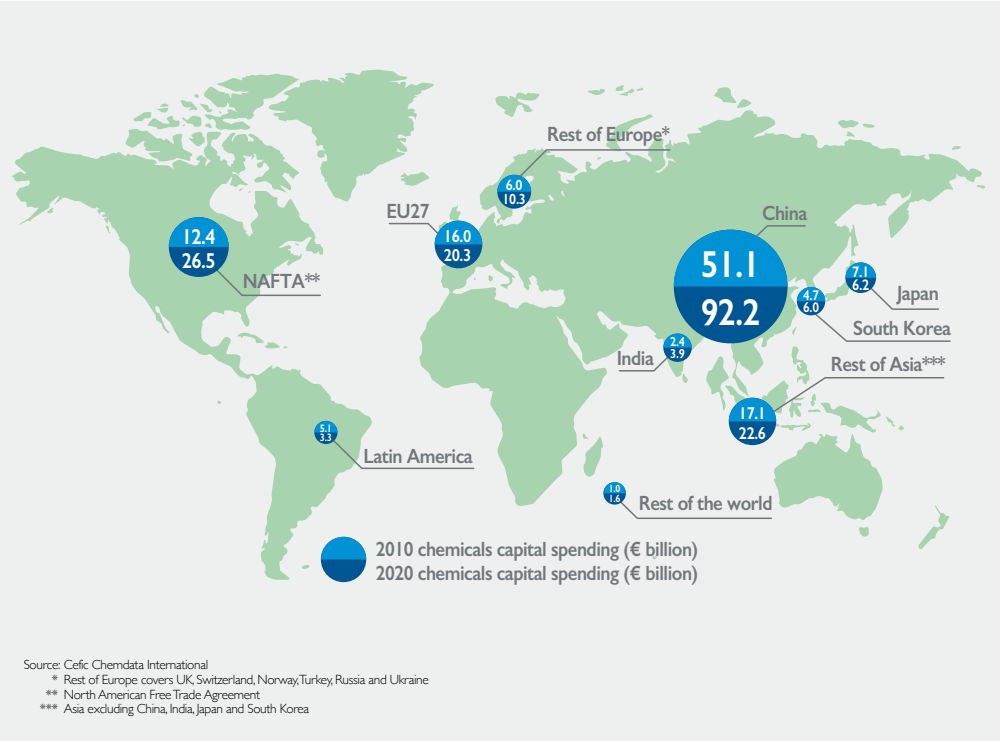 Rest of Europe*
6.0
10.3
EU27
16.0
20.3
China
51.1
92.2
12.4
26.5
NAFTA**
7.1
6.2
Japan
4.7
6.0
South Korea
2.4
3.9
India
Rest of Asia***
17.1
22.6
5.1
3.3
Latin America
1.0
1.6
Rest of the world
2010 chemicals capital spending (€ billion)
2020 chemicals capital spending (€ billion)
Source: Cefic Chemdata International
* Rest of Europe covers UK, Switzerland, Norway, Turkey, Russia and Ukraine
** North American Free Trade Agreement
*** Asia excluding China, India, Japan and South Korea